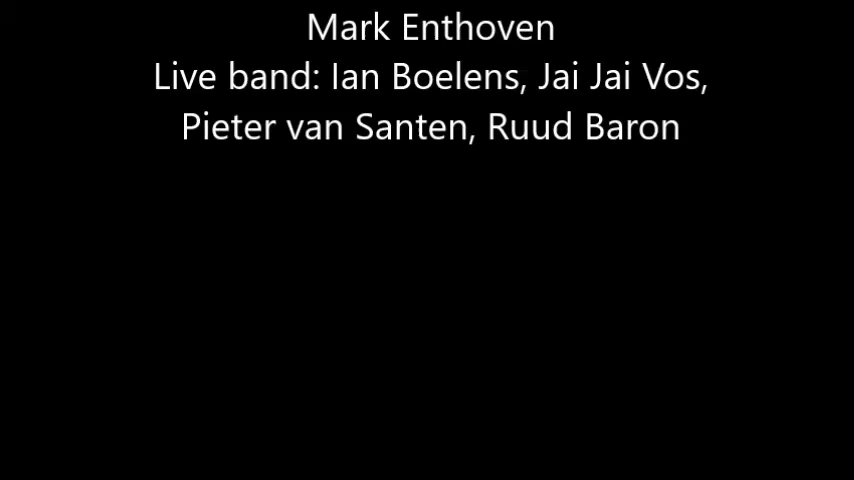 Mark Enthoven
Live band: Ian Boelens, Jai Jai Vos,
Pieter van Santen, Ruud Baron